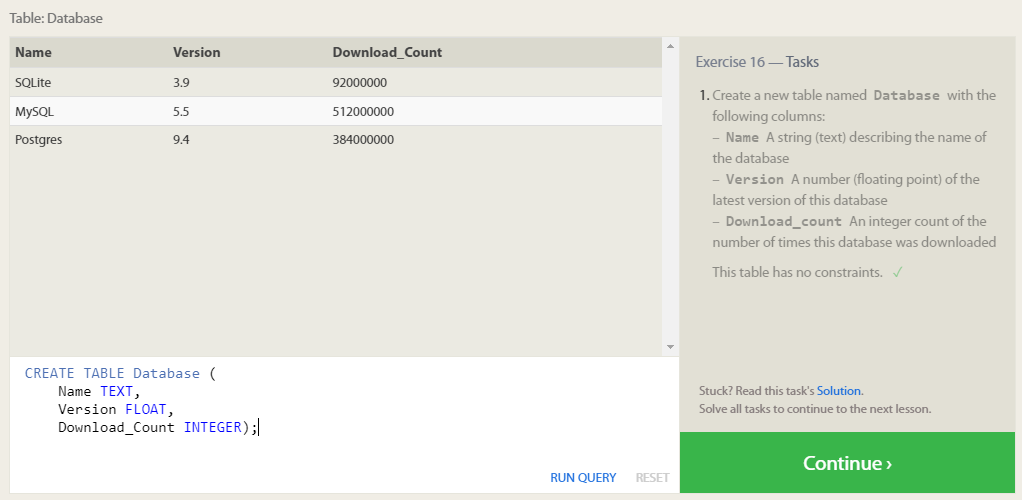 Table: Database
Name Version Download_Count
SQLite 3.9 92000000
MySQL 5.5 512000000
Postgres 9.4 384000000
CREATE TABLE Database (
Name TEXT,
Version FLOAT,
Download_Count INTEGER);
RUN QUERY RESET
Exercise 16 — Tasks
1. Create a new table named Database with the
following columns:
– Name A string (text) describing the name of
the database
– Version A number (floating point) of the
latest version of this database
– Download_count An integer count of the
number of times this database was downloaded
This table has no constraints. ✓
Stuck? Read this task's Solution.
Solve all tasks to continue to the next lesson.
Continue ›